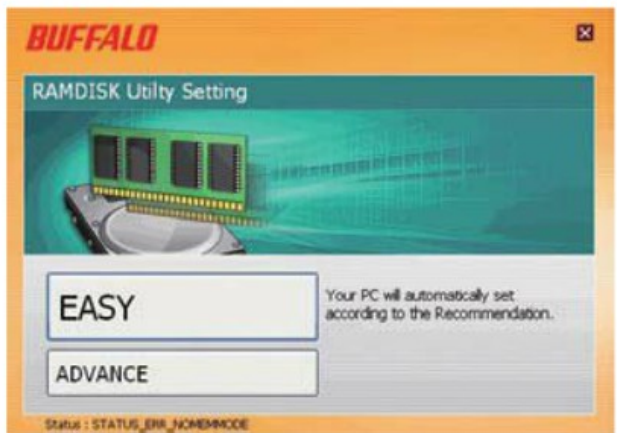 BUFFALO
RAMDISK Utilty Setting
EASY
Your PC will automatically set
according to the Recommendation.
ADVANCE
Status : STATUS_ERR_NOMEMMODE